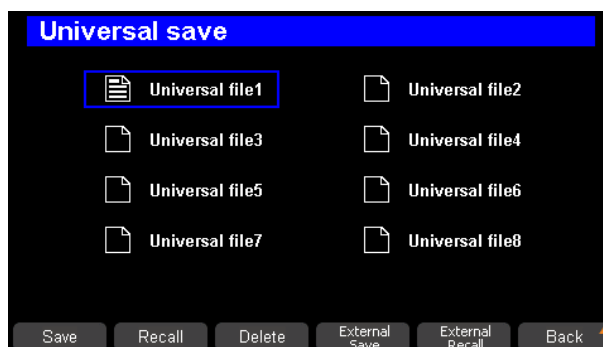 Universal save
Universal file1 Universal file2
Universal file3 Universal file4
Universal file5 Universal file6
Universal file7 Universal file8
Save Recall Delete External Save External Recall Back